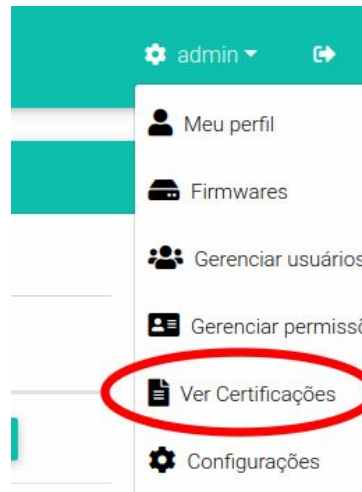 admin
Meu perfil
Firmwares
Gerenciar usuários
Gerenciar permissõ
Ver Certificações
Configurações